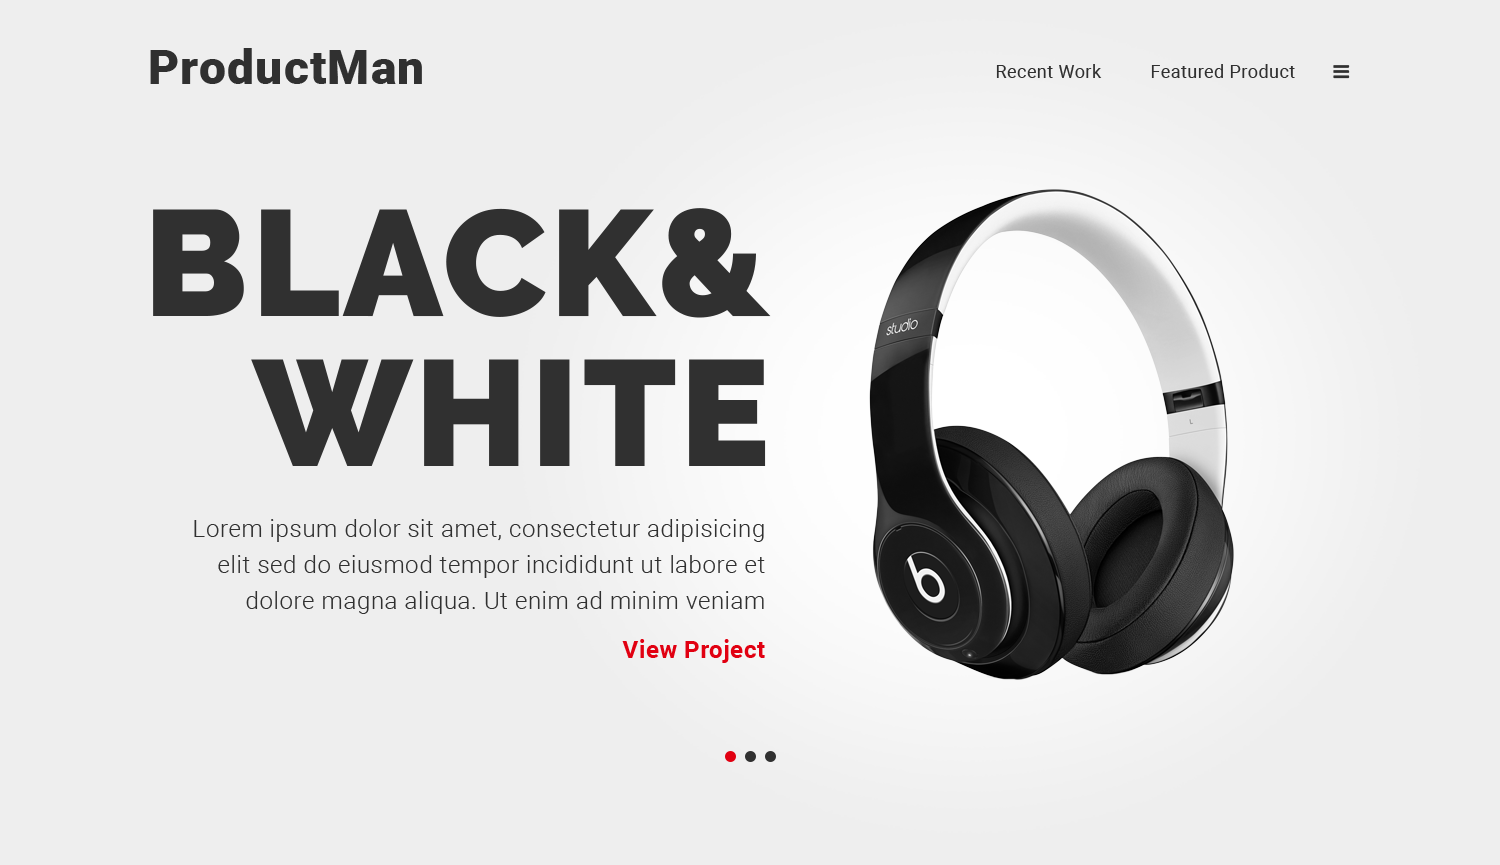 ProductMan
Recent Work
Featured Product
BLACK&
WHITE
Lorem ipsum dolor sit amet, consectetur adipisicing
elit sed do eiusmod tempor incididunt ut labore et
dolore magna aliqua. Ut enim ad minim veniam
View Project
studio
L
b